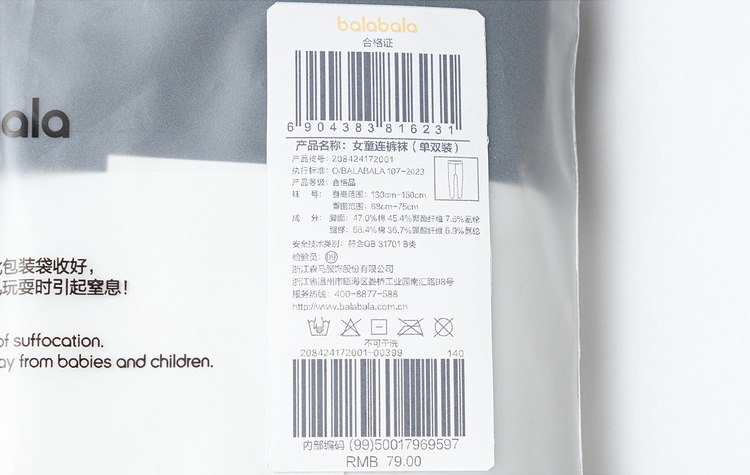 balabala
合格证
6 904383 816231
产品名称：女童连裤袜（单双装）
产品货号：208424172001
执行标准：Q/BALABALA 107-2023
产品等级：合格品
袜　号：身高范围：130cm-150cm
臀围范围：68cm-75cm
成　分：脚面：47.0%棉 45.4%聚酯纤维 7.6%氨纶
腿部：56.4%棉 36.7%聚酯纤维 6.9%氨纶
安全技术类别：符合GB 31701 B类
检验员：09
浙江森马服饰股份有限公司
浙江省温州市瓯海区娄桥工业园南汇路98号
服务热线：400-8877-588
http://www.balabala.com.cn
不可干洗
208424172001-00399 140
内部编码 (99)50017969597
RMB 79.00
ala
包装袋收好，
玩耍时引起窒息！
of suffocation.
ay from babies and children.